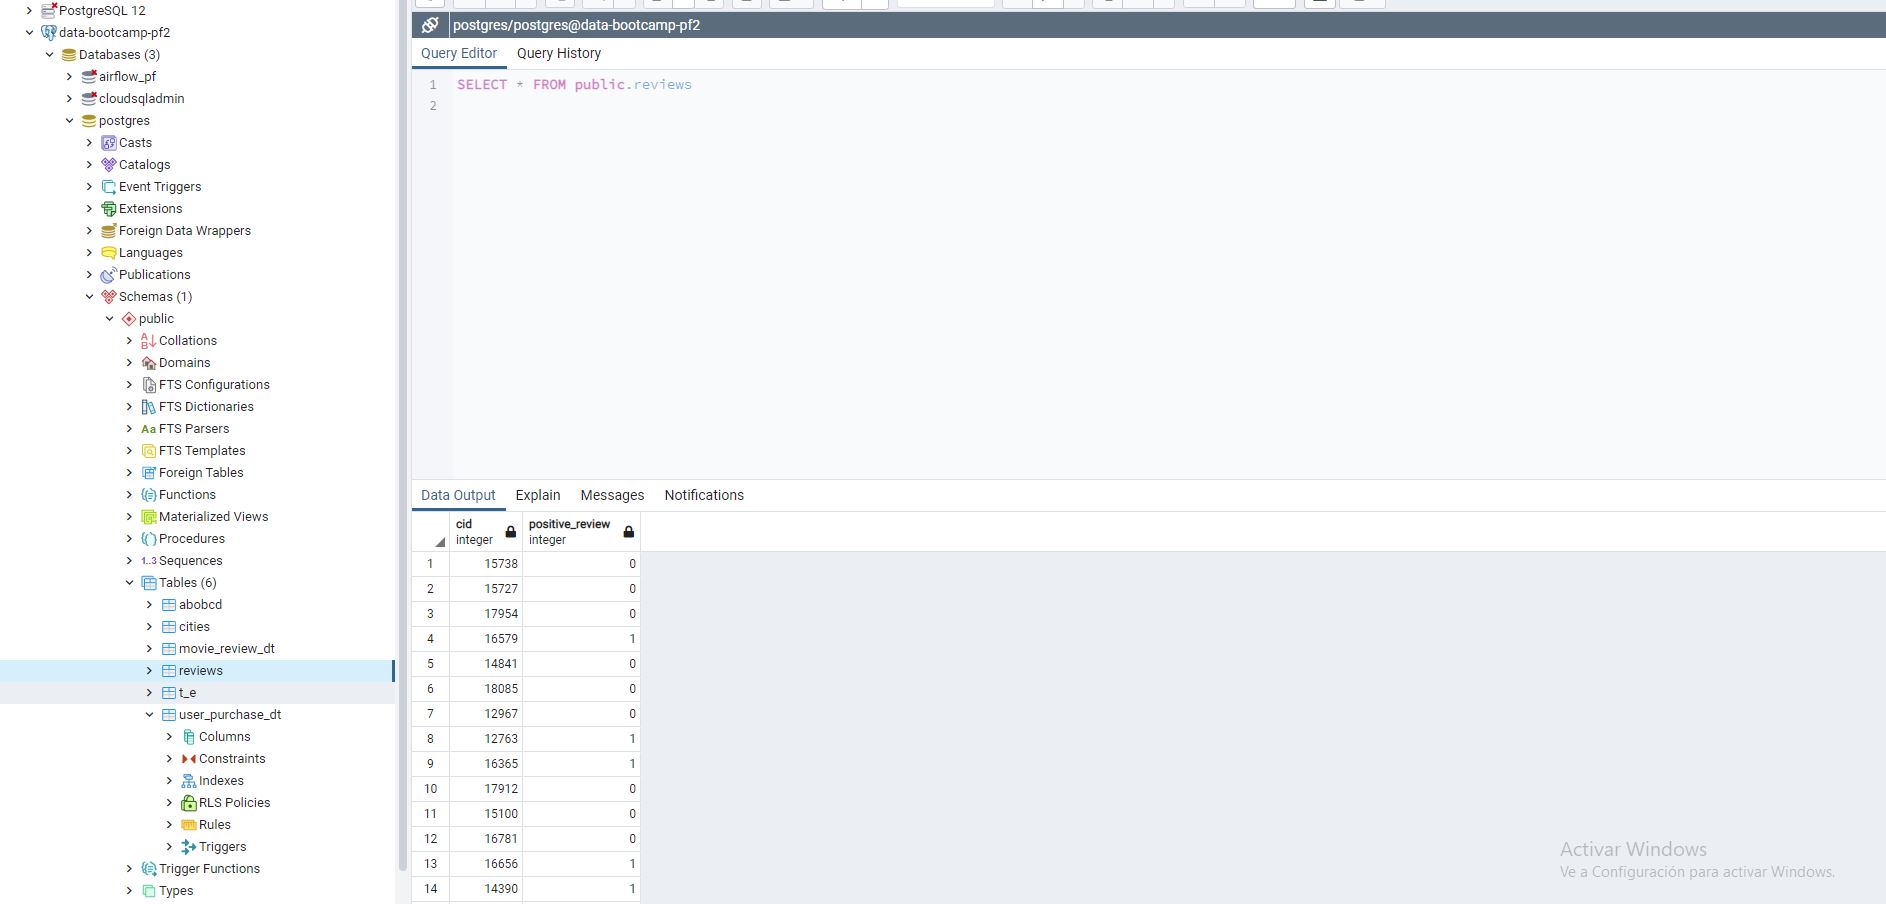 PostgreSQL 12
data-bootcamp-pf2
Databases (3)
airflow_pf
cloudsqladmin
postgres
Casts
Catalogs
Event Triggers
Extensions
Foreign Data Wrappers
Languages
Publications
Schemas (1)
public
Collations
Domains
FTS Configurations
FTS Dictionaries
Aa FTS Parsers
FTS Templates
Foreign Tables
Functions
Materialized Views
Procedures
1..3 Sequences
Tables (6)
abobcd
cities
movie_review_dt
reviews
t_e
user_purchase_dt
Columns
Constraints
Indexes
RLS Policies
Rules
Triggers
Trigger Functions
Types
postgres/postgres@data-bootcamp-pf2
Query Editor Query History
1 SELECT * FROM public.reviews
2
Data Output Explain Messages Notifications
cid positive_review
integer integer
1 15738 0
2 15727 0
3 17954 0
4 16579 1
5 14841 0
6 18085 0
7 12967 0
8 12763 1
9 16365 1
10 17912 0
11 15100 0
12 16781 0
13 16656 1
14 14390 1
Activar Windows
Ve a Configuración para activar Windows.